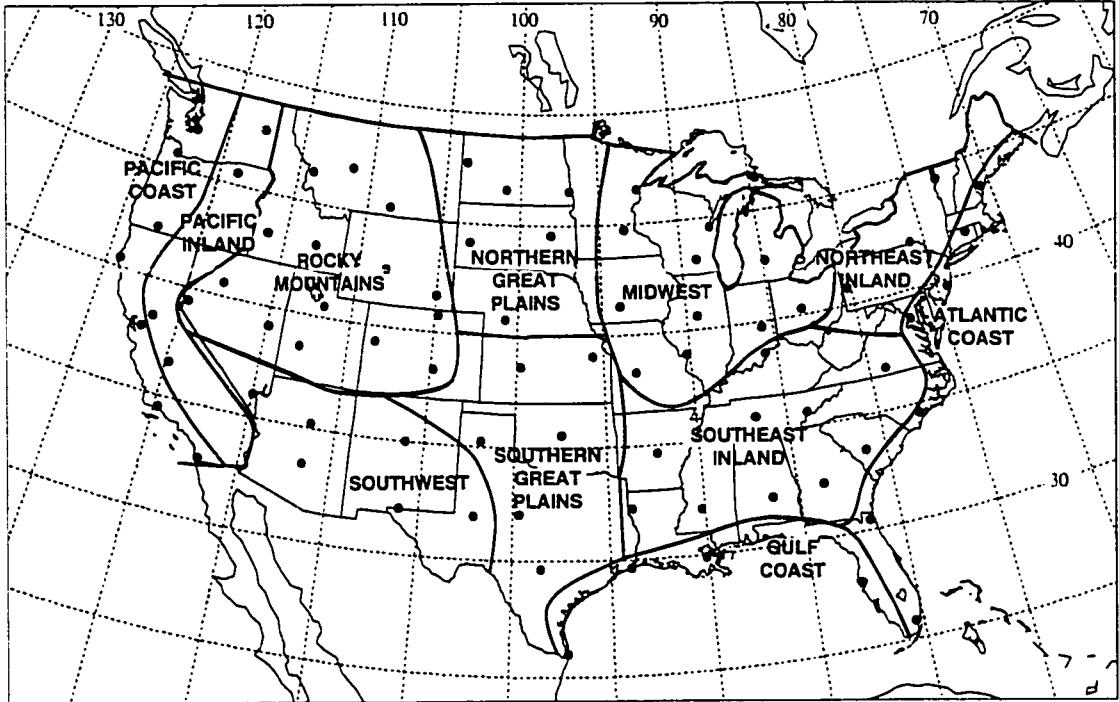 130
120
110
100
90
80
70
PACIFIC
COAST
PACIFIC
INLAND
ROCKY
MOUNTAINS
NORTHERN
GREAT
PLAINS
MIDWEST
NORTHEAST
INLAND
40
ATLANTIC
COAST
SOUTHWEST
SOUTHERN
GREAT
PLAINS
SOUTHEAST
INLAND
30
GULF
COAST